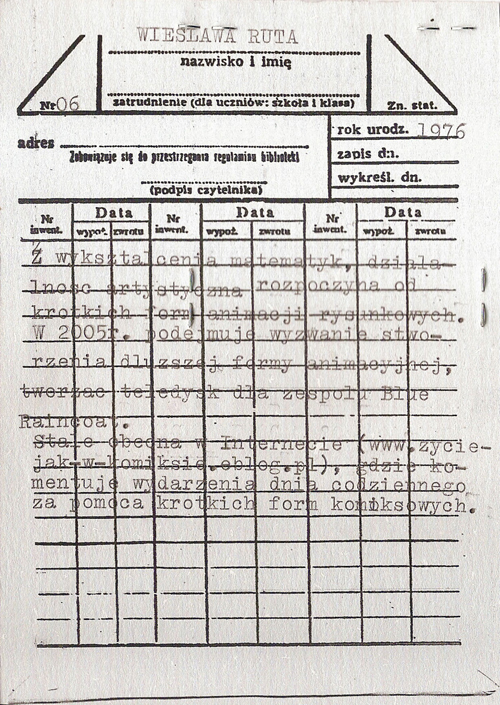 WIESŁAWA RUTA
nazwisko i imię
Nr 06
zatrudnienie (dla uczniów: szkoła i klasa)
Zn. stat.
adres
rok urodz. 1976
Zobowiązuje się do przestrzegania regulaminu biblioteki
zapis dn.
(podpis czytelnika)
wykreśl. dn.
Nr inwent. Data Nr inwent. Data Nr inwent. Data
wypoż. zwrotu wypoż. zwrotu wypoż. zwrotu
Z wykształcenia matematyk, działa-
lnosc artystyczna rozpoczyna od
krotkich form animacji rysunkowych.
W 2005r. podejmuje wyzwanie stwo-
rzenia dluzszej formy animacyjnej,
tworzac teledysk dla zespolu Blue
Raincoat.
Stale obecna w Internecie (www.zycie-
jak-w-komiksie.eblog.pl), gdzie ko-
mentuje wydarzenia dnia codziennego
za pomoca krotkich form komiksowych.